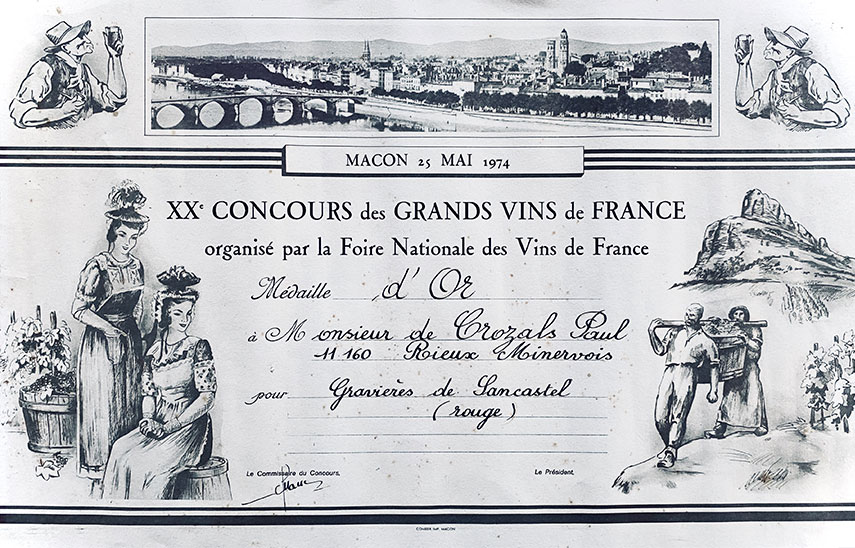 MACON 25 MAI 1974
XXe CONCOURS des GRANDS VINS de FRANCE
organisé par la Foire Nationale des Vins de France
Médaille d'Or
à Monsieur de Crozals Paul
11 160 Rieux Minervois
pour Gravières de Sancastel
(rouge)
Le Commissaire du Concours, Le Président,
IMP. MACON